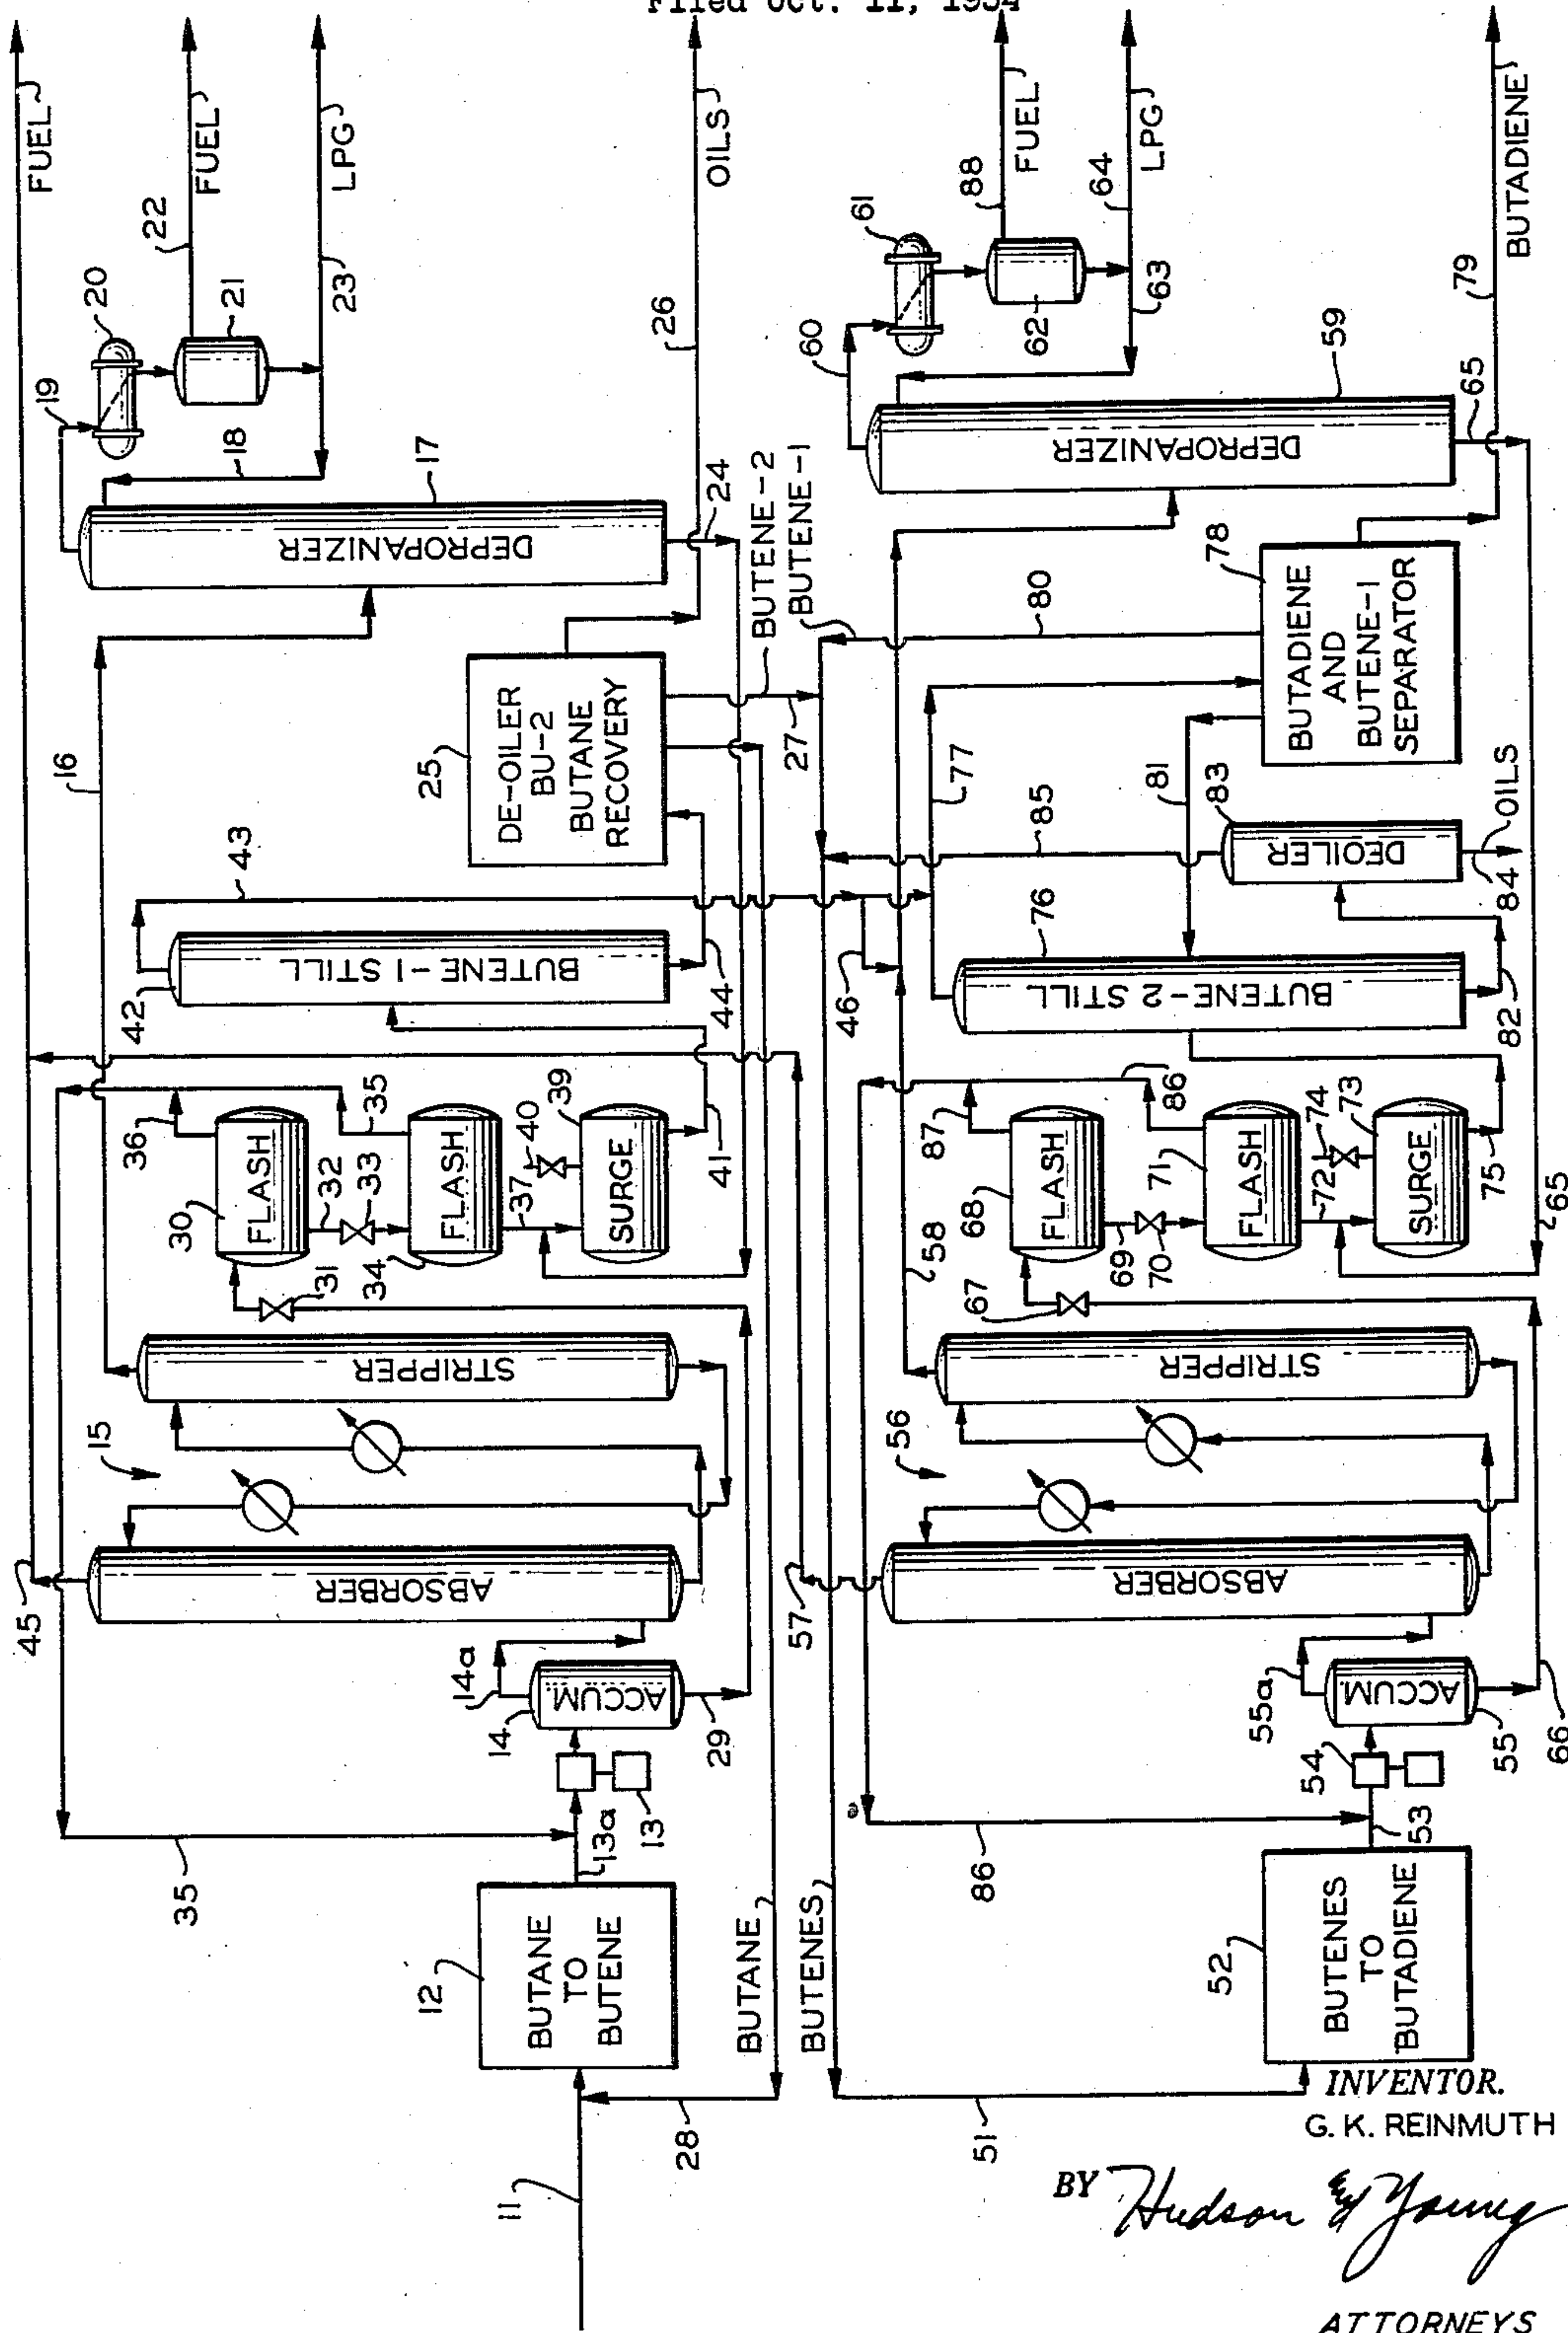 Filed Oct. 11, 1954
FUEL
22
FUEL
LPG
23
20
21
19
18
17
DEPROPANIZER
24
26
OILS
BUTENE-2
BUTENE-1
16
25
DE-OILER
BU-2
BUTANE
RECOVERY
27
43
42
BUTENE-1 STILL
44
46
36
35
30
FLASH
32
33
31
34
FLASH
37
40
39
SURGE
41
STRIPPER
15
45
ABSORBER
14a
14
ACCUM.
29
13a
13
35
12
BUTANE
TO
BUTENE
BUTANE
28
11
88
FUEL
64
LPG
61
62
63
60
59
DEPROPANIZER
65
79
BUTADIENE
78
BUTADIENE
AND
BUTENE-1
SEPARATOR
80
77
81
85
83
DEOILER
84
OILS
76
BUTENE-2 STILL
82
86
87
68
FLASH
69
70
67
71
FLASH
72
74
73
SURGE
75
65
58
STRIPPER
56
57
ABSORBER
55a
55
ACCUM.
66
54
53
86
52
BUTENES
TO
BUTADIENE
BUTENES
51
INVENTOR.
G. K. REINMUTH
BY Hudson & Young
ATTORNEYS